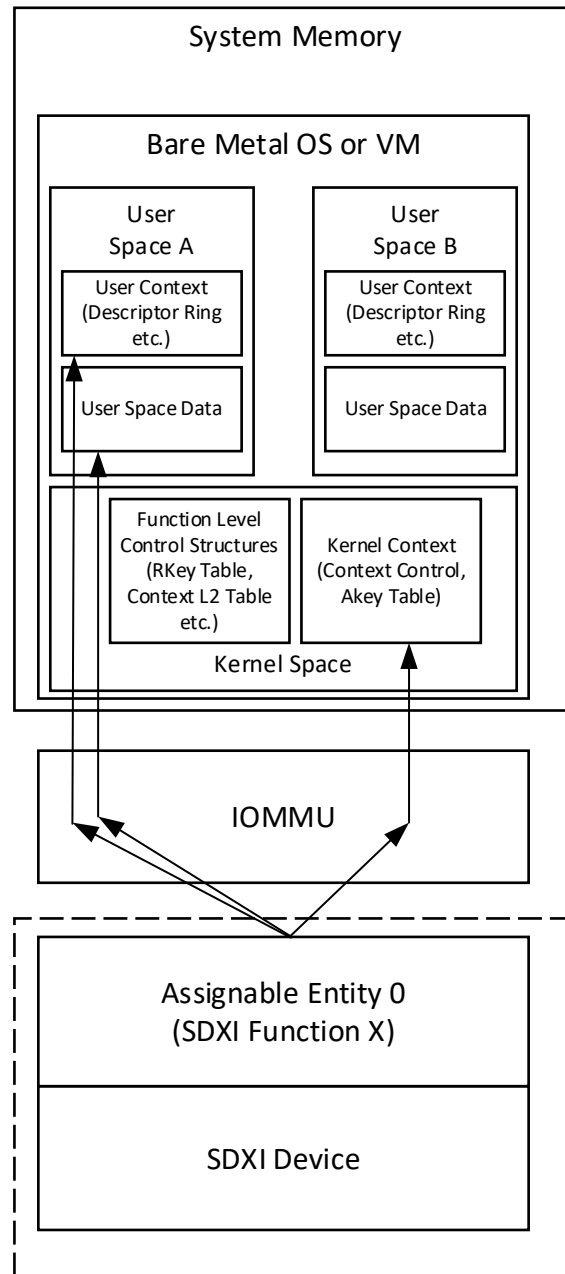 System Memory
Bare Metal OS or VM
User
Space A
User Context
(Descriptor Ring
etc.)
User Space Data
User
Space B
User Context
(Descriptor Ring
etc.)
User Space Data
Function Level
Control Structures
(RKey Table,
Context L2 Table
etc.)
Kernel Context
(Context Control,
Akey Table)
Kernel Space
IOMMU
Assignable Entity 0
(SDXI Function X)
SDXI Device